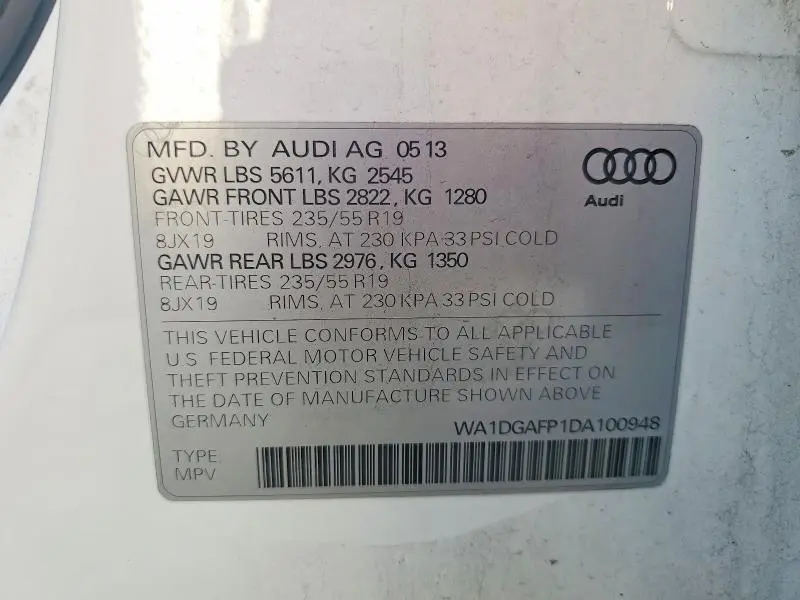 MFD. BY AUDI AG 05 13
GVWR LBS 5611, KG 2545
GAWR FRONT LBS 2822, KG 1280
FRONT-TIRES 235/55 R19
8JX19 RIMS, AT 230 KPA 33 PSI COLD
GAWR REAR LBS 2976, KG 1350
REAR-TIRES 235/55 R19
8JX19 RIMS, AT 230 KPA 33 PSI COLD
Audi
THIS VEHICLE CONFORMS TO ALL APPLICABLE
U.S. FEDERAL MOTOR VEHICLE SAFETY AND
THEFT PREVENTION STANDARDS IN EFFECT ON
THE DATE OF MANUFACTURE SHOWN ABOVE
GERMANY WA1DGAFP1DA100948
TYPE:
MPV